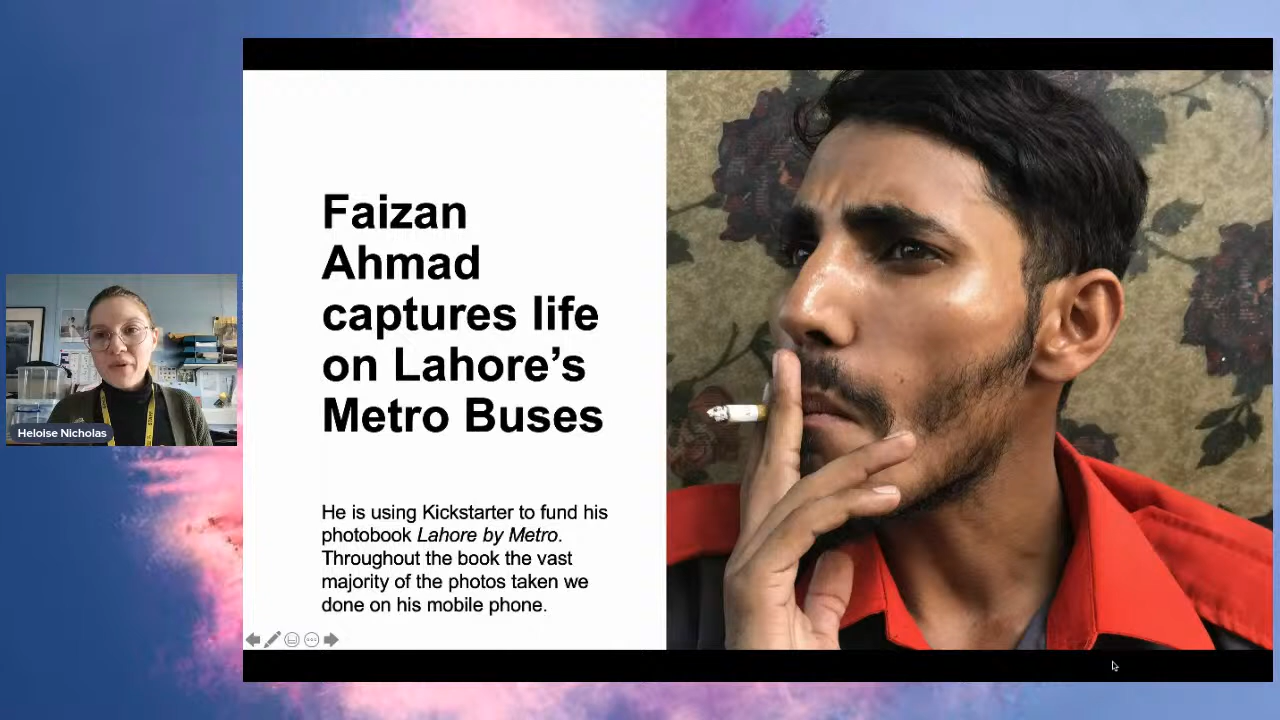 Faizan
Ahmad
captures life
on Lahore’s
Metro Buses
He is using Kickstarter to fund his
photobook Lahore by Metro.
Throughout the book the vast
majority of the photos taken we
done on his mobile phone.
Heloise Nicholas